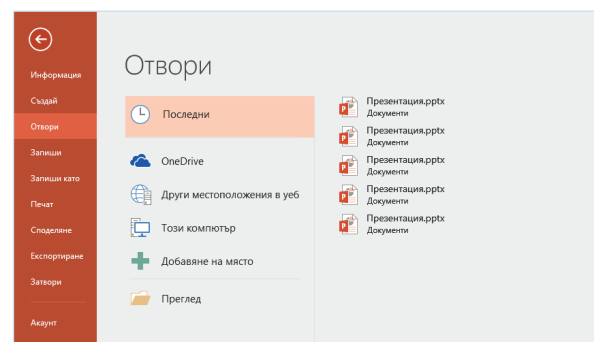 Информация
Създай
Отвори
Запиши
Запиши като
Печат
Споделяне
Експортиране
Затвори
Акаунт
Отвори
Последни
OneDrive
Други местоположения в уеб
Този компютър
Добавяне на място
Преглед
Презентация.pptx
Документи
Презентация.pptx
Документи
Презентация.pptx
Документи
Презентация.pptx
Документи
Презентация.pptx
Документи